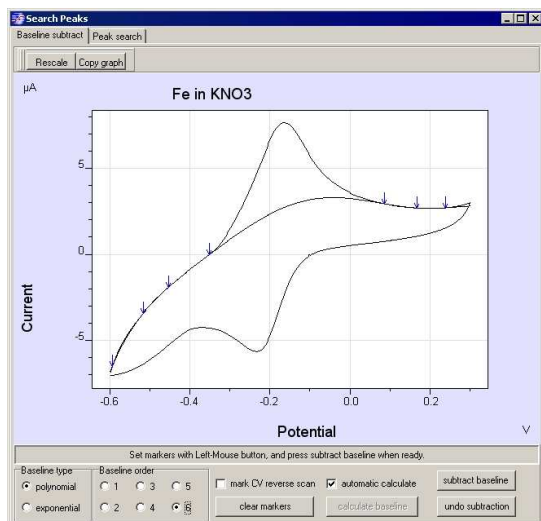 Search Peaks
Baseline subtract Peak search
Rescale Copy graph
µA
Fe in KNO3
5
0
-5
Current
-0.6 -0.4 -0.2 0.0 0.2
Potential V
Set markers with Left-Mouse button, and press subtract baseline when ready.
Baseline type Baseline order
polynomial 1 3 5 mark CV reverse scan automatic calculate subtract baseline
exponential 2 4 6 clear markers calculate baseline undo subtraction